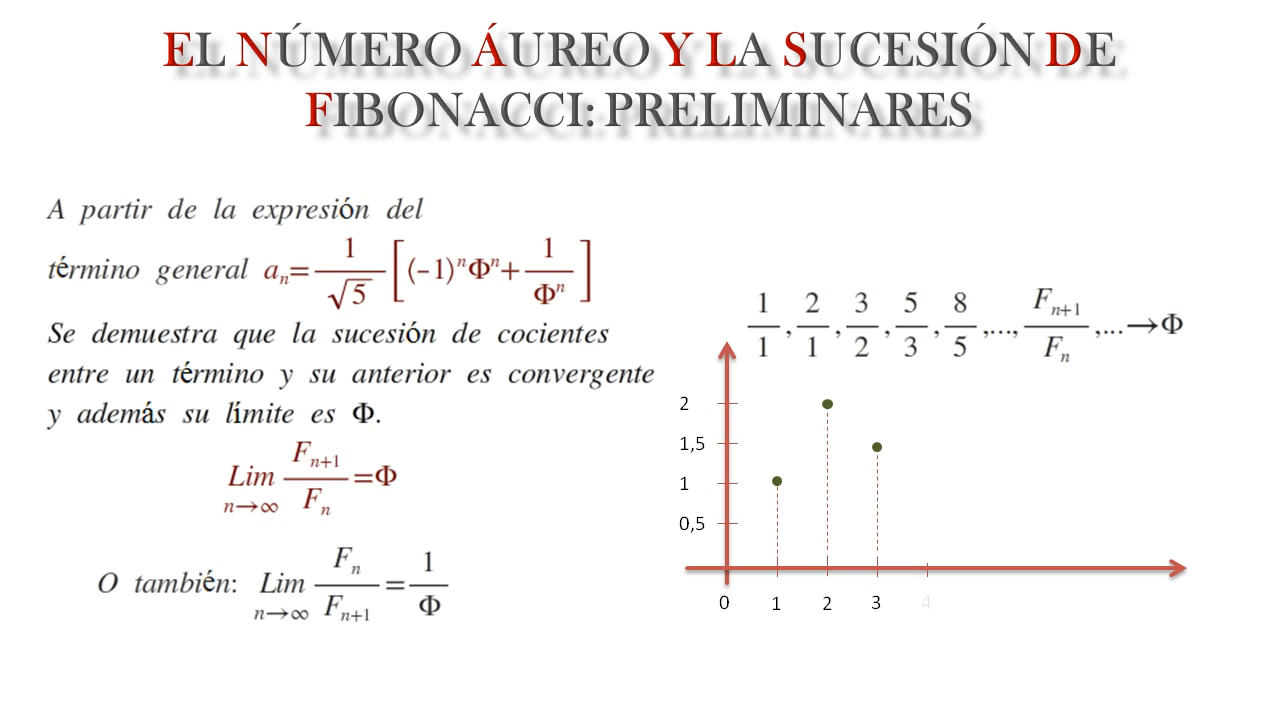 EL NÚMERO ÁUREO Y LA SUCESIÓN DE
FIBONACCI: PRELIMINARES
A partir de la expresión del
término general aₙ= 1/√5 [(−1)ⁿΦⁿ+ 1/Φⁿ]
Se demuestra que la sucesión de cocientes
entre un término y su anterior es convergente
y además su límite es Φ.
Lim n→∞ Fₙ₊₁/Fₙ =Φ
O también: Lim n→∞ Fₙ/Fₙ₊₁ = 1/Φ
1/1 , 2/1 , 3/2 , 5/3 , 8/5 ,..., Fₙ₊₁/Fₙ ,...→Φ
2
1,5
1
0,5
0 1 2 3 4